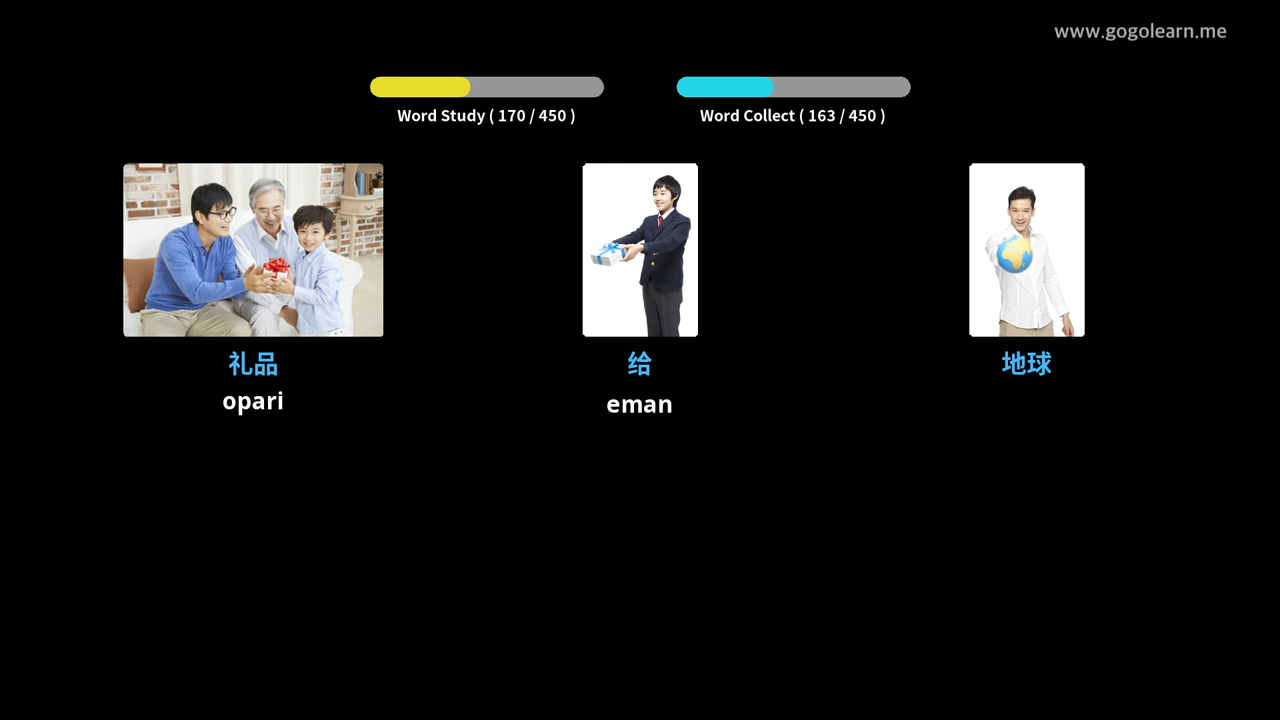 www.gogolearn.me
Word Study ( 170 / 450 )
Word Collect ( 163 / 450 )
礼品
给
地球
opari
eman